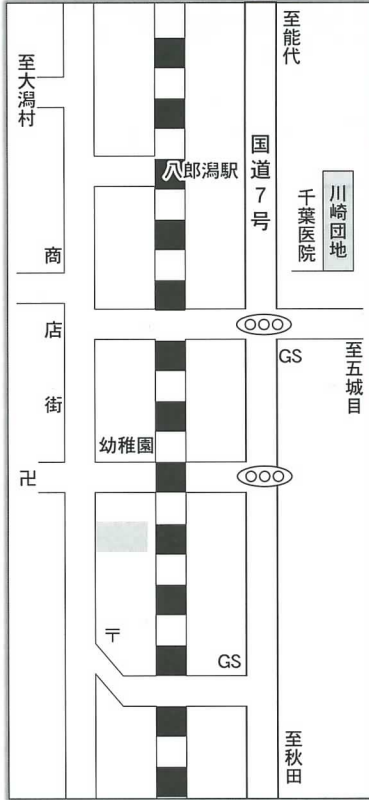 至能代
至大潟村
国道7号
八郎潟駅
川崎団地
千葉医院
商店街
GS
至五城目
幼稚園
卍
〒
GS
至秋田